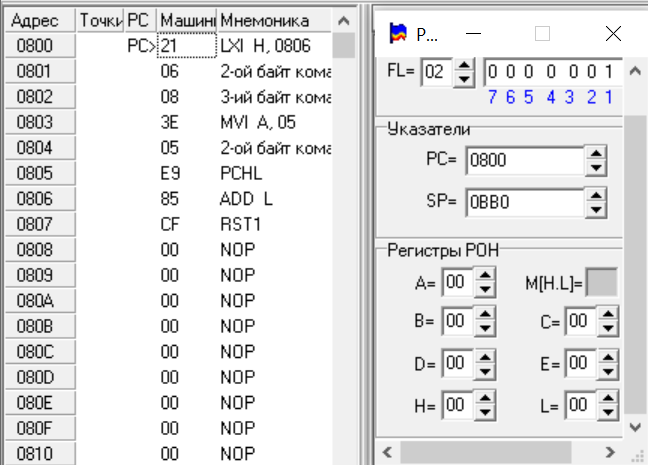 Адрес Точки PC Машин Мнемоника
0800 PC> 21 LXI H, 0806
0801 06 2-ой байт кома
0802 08 3-ий байт кома
0803 3E MVI A, 05
0804 05 2-ой байт кома
0805 E9 PCHL
0806 85 ADD L
0807 CF RST1
0808 00 NOP
0809 00 NOP
080A 00 NOP
080B 00 NOP
080C 00 NOP
080D 00 NOP
080E 00 NOP
080F 00 NOP
0810 00 NOP
Р...
FL= 02 0 0 0 0 0 0 1
7 6 5 4 3 2 1
Указатели
PC= 0800
SP= 0BB0
Регистры РОН
A= 00 M[H.L]=
B= 00 C= 00
D= 00 E= 00
H= 00 L= 00